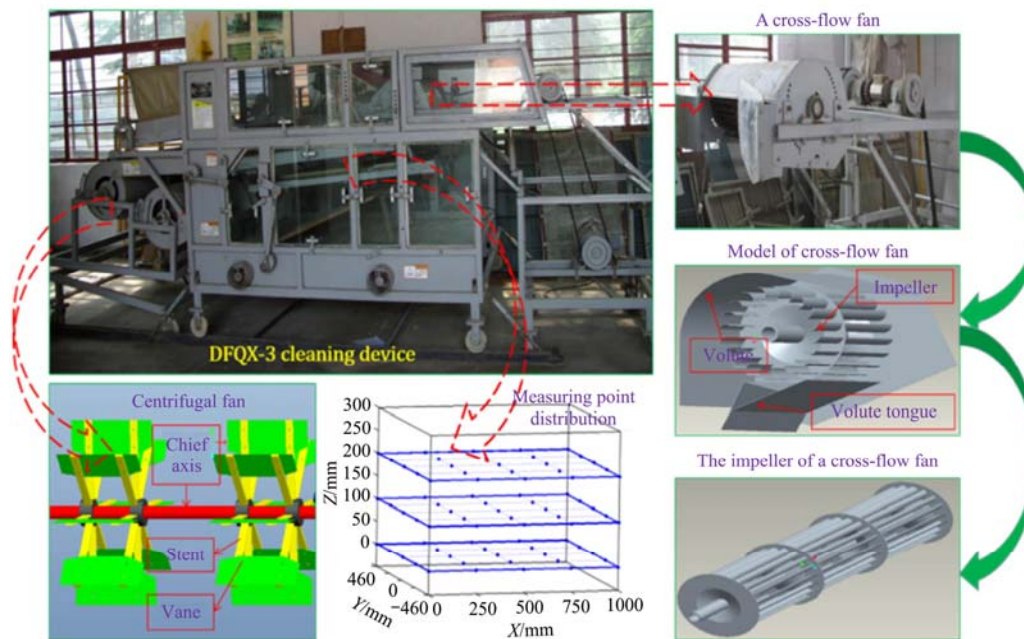 A cross-flow fan
DFQX-3 cleaning device
Model of cross-flow fan
Impeller
Volute
Volute tongue
Centrifugal fan
Chief
axis
Stent
Vane
Measuring point
distribution
300
250
200
150
100
50
0
Z/mm
460
0
-460
Y/mm
0
250
500
750
1000
X/mm
The impeller of a cross-flow fan